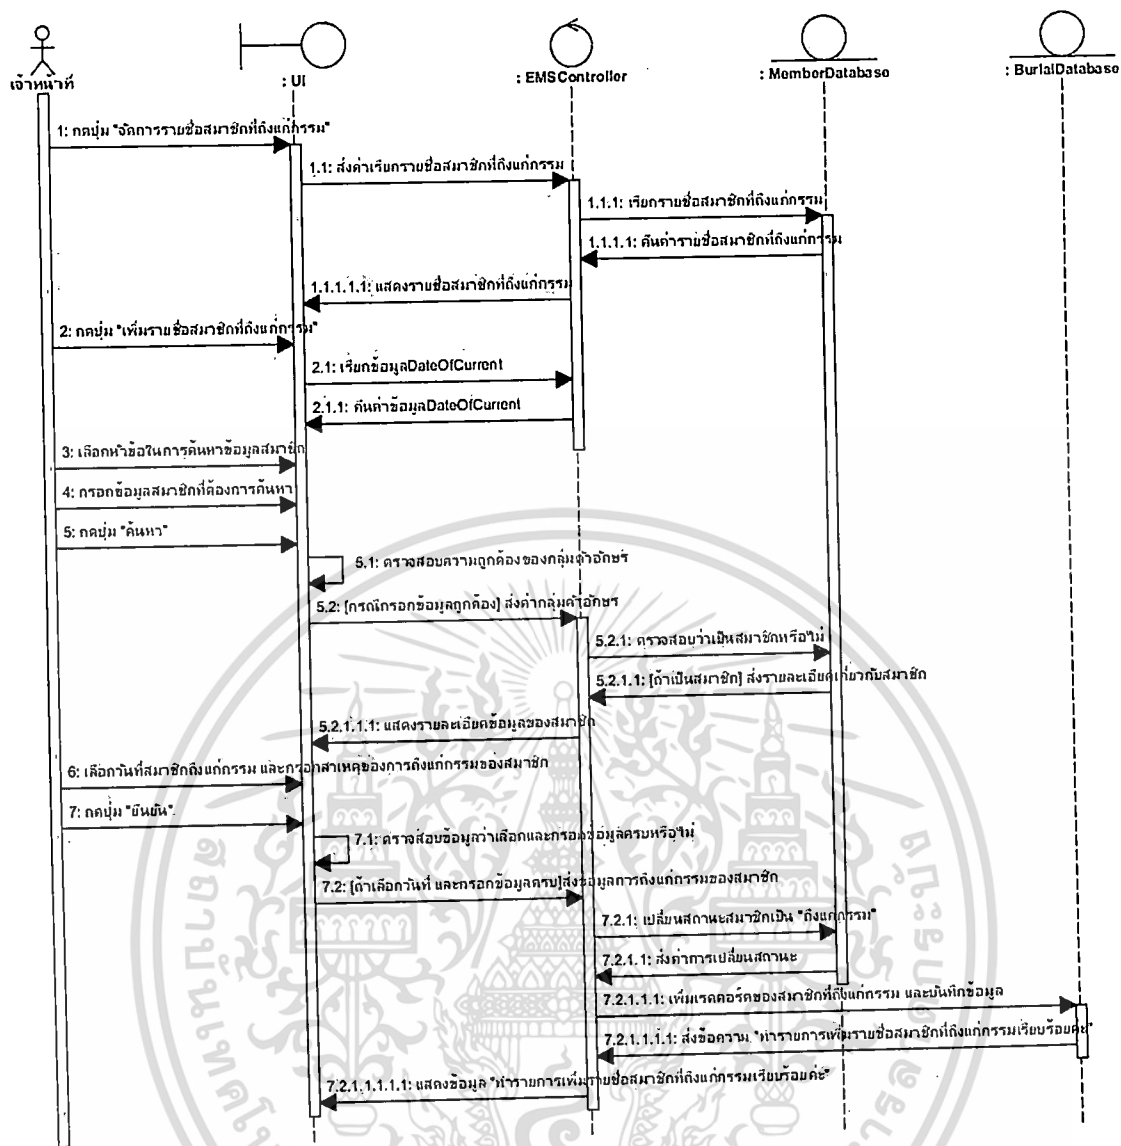 เจ้าหน้าที่
: UI
: EMSController
: MemberDatabase
: BurialDatabase
1: กดปุ่ม "จัดการรายชื่อสมาชิกที่ถึงแก่กรรม"
1.1: ส่งค่าเรียกรายชื่อสมาชิกที่ถึงแก่กรรม
1.1.1: เรียกรายชื่อสมาชิกที่ถึงแก่กรรม
1.1.1.1: คืนค่ารายชื่อสมาชิกที่ถึงแก่กรรม
1.1.1.1.1: แสดงรายชื่อสมาชิกที่ถึงแก่กรรม
2: กดปุ่ม "เพิ่มรายชื่อสมาชิกที่ถึงแก่กรรม"
2.1: เรียกข้อมูลDateOfCurrent
2.1.1: คืนค่าข้อมูลDateOfCurrent
3: เลือกหัวข้อในการค้นหาข้อมูลสมาชิก
4: กรอกข้อมูลสมาชิกที่ต้องการค้นหา
5: กดปุ่ม "ค้นหา"
5.1: ตรวจสอบความถูกต้องของกลุ่มตัวอักษร
5.2: [กรณีกรอกข้อมูลถูกต้อง] ส่งค่ากลุ่มตัวอักษร
5.2.1: ตรวจสอบว่าเป็นสมาชิกหรือไม่
5.2.1.1: [ถ้าเป็นสมาชิก] ส่งรายละเอียดเกี่ยวกับสมาชิก
5.2.1.1.1: แสดงรายละเอียดข้อมูลของสมาชิก
6: เลือกวันที่สมาชิกถึงแก่กรรม และกรอกสาเหตุของการถึงแก่กรรมของสมาชิก
7: กดปุ่ม "ยืนยัน"
7.1: ตรวจสอบข้อมูลว่าเลือกและกรอกข้อมูลครบหรือไม่
7.2: [ถ้าเลือกวันที่ และกรอกข้อมูลครบ]ส่งข้อมูลการถึงแก่กรรมของสมาชิก
7.2.1: เปลี่ยนสถานะสมาชิกเป็น "ถึงแก่กรรม"
7.2.1.1: ส่งค่าการเปลี่ยนสถานะ
7.2.1.1.1: เพิ่มเรคคอร์ดของสมาชิกที่ถึงแก่กรรม และบันทึกข้อมูล
7.2.1.1.1.1: ส่งข้อความ "ทำรายการเพิ่มรายชื่อสมาชิกที่ถึงแก่กรรมเรียบร้อยค่ะ"
7.2.1.1.1.1.1: แสดงข้อมูล "ทำรายการเพิ่มรายชื่อสมาชิกที่ถึงแก่กรรมเรียบร้อยค่ะ"